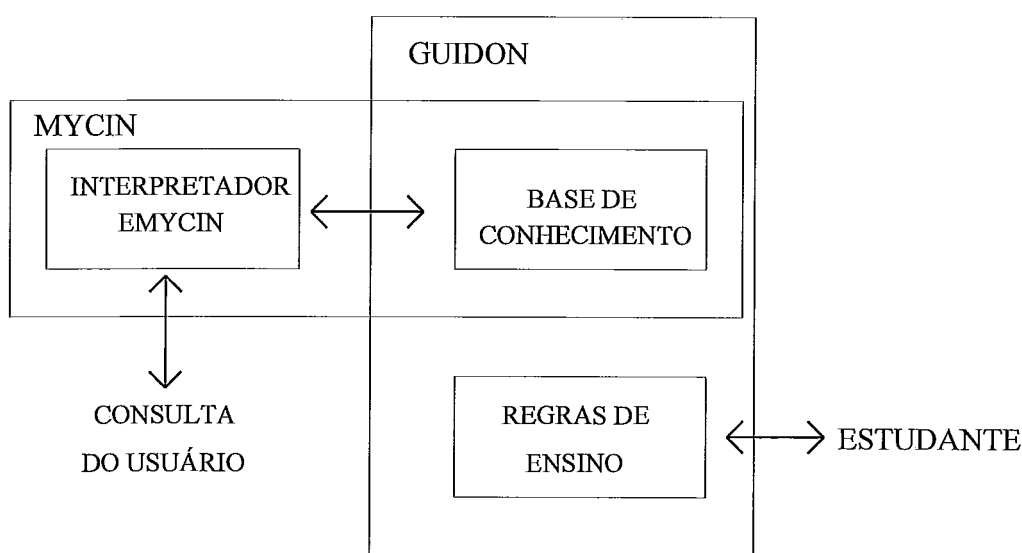 GUIDON
MYCIN
INTERPRETADOR
EMYCIN
BASE DE
CONHECIMENTO
CONSULTA
DO USUÁRIO
REGRAS DE
ENSINO
ESTUDANTE